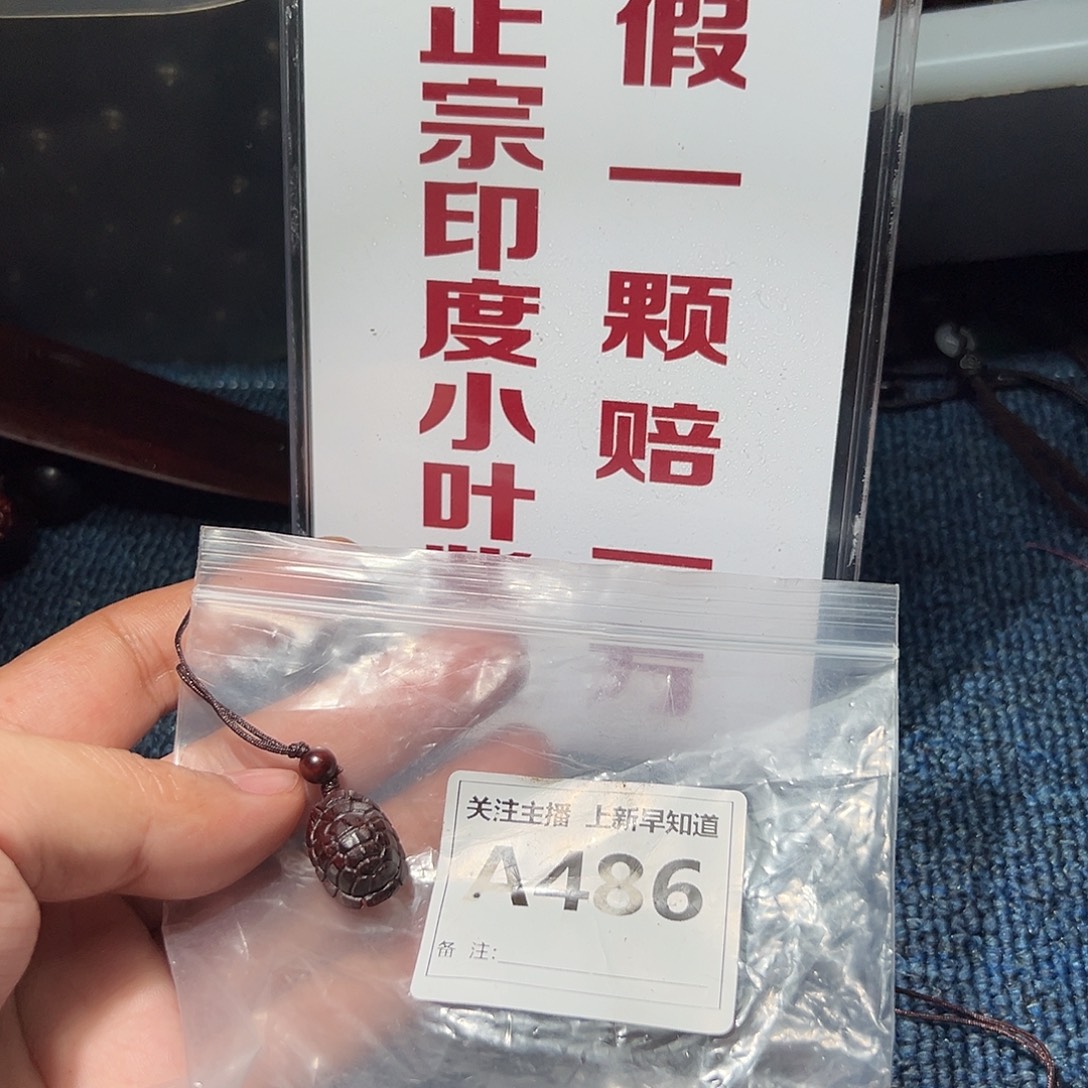 正宗印度小叶
假一颗赔一万
关注主播 上新早知道
A486
备 注: